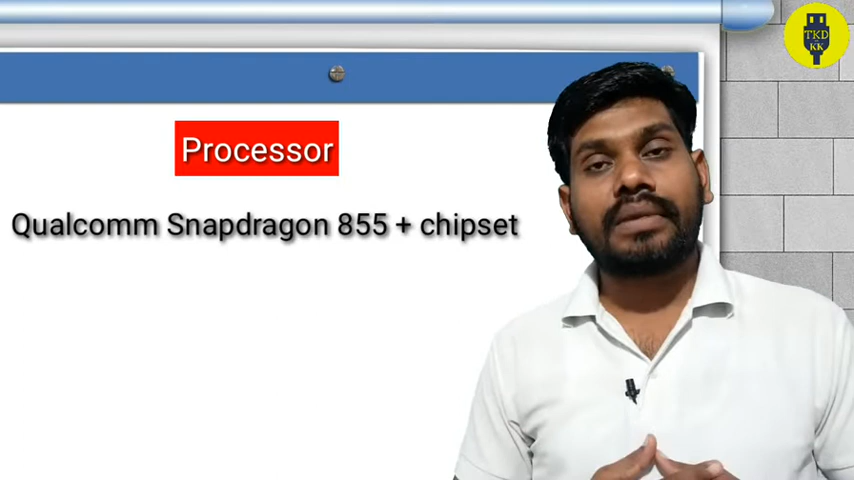 TKD
KK
Processor
Qualcomm Snapdragon 855 + chipset